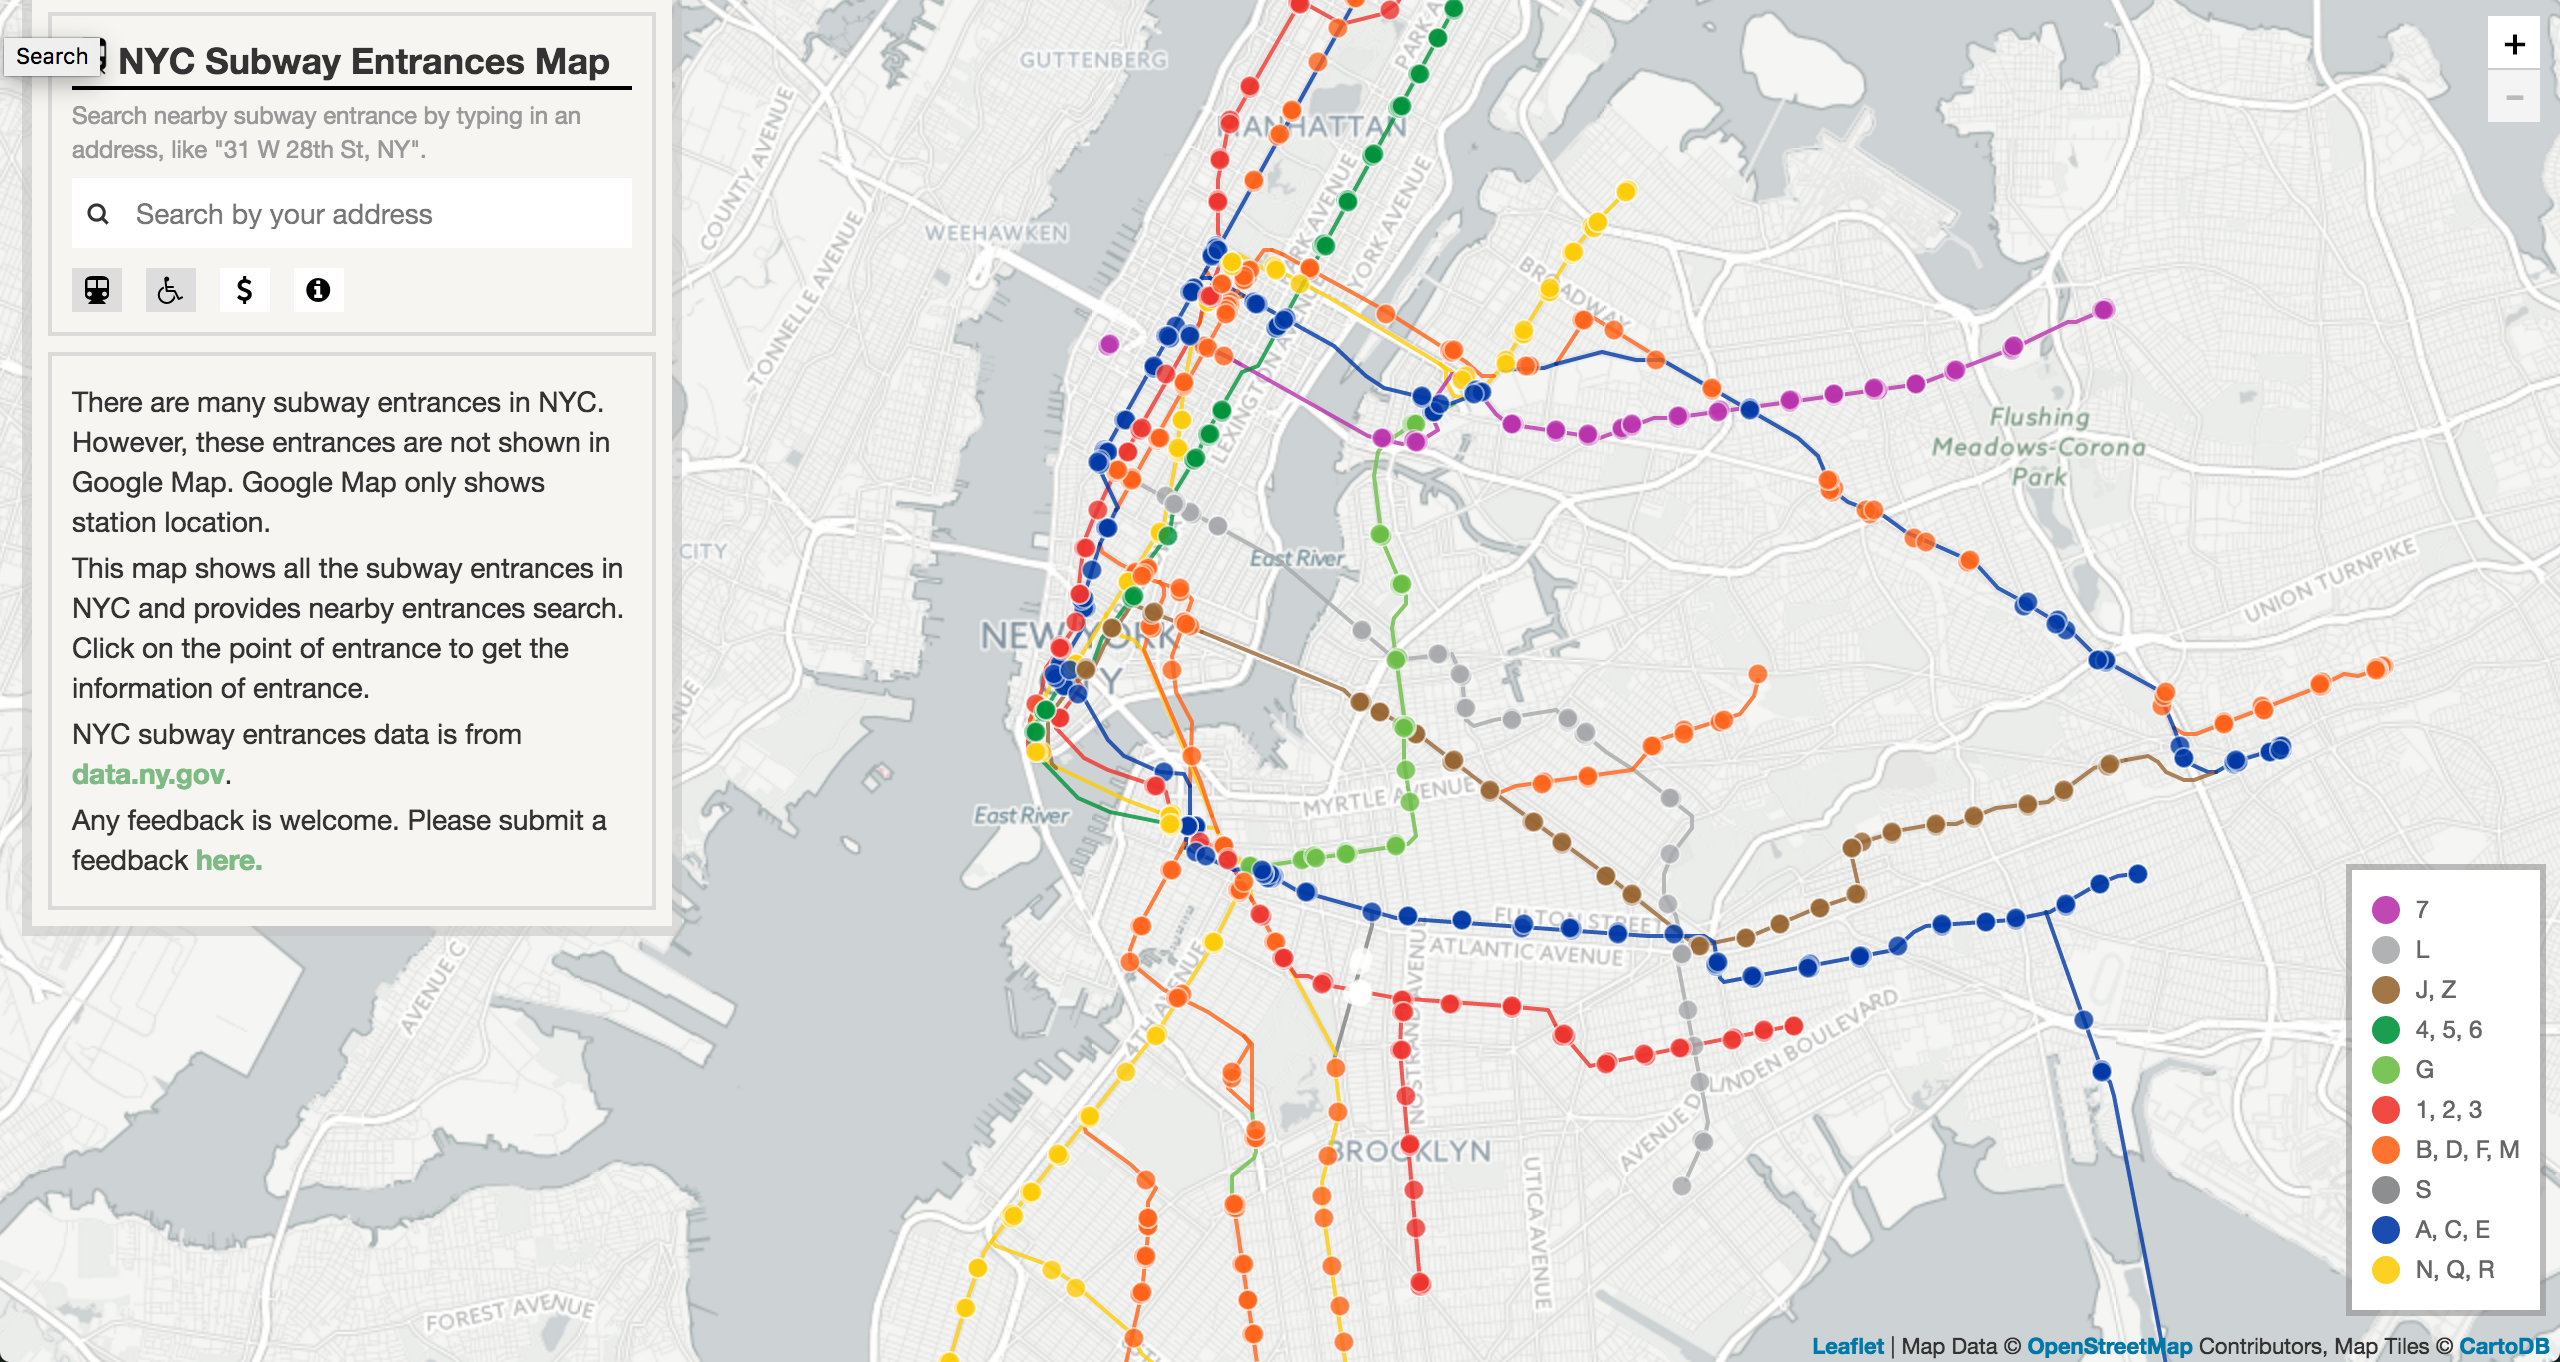 Search
NYC Subway Entrances Map
Search nearby subway entrance by typing in an
address, like "31 W 28th St, NY".
Search by your address
$
There are many subway entrances in NYC.
However, these entrances are not shown in
Google Map. Google Map only shows
station location.
This map shows all the subway entrances in
NYC and provides nearby entrances search.
Click on the point of entrance to get the
information of entrance.
NYC subway entrances data is from
data.ny.gov.
Any feedback is welcome. Please submit a
feedback here.
GUTTENBERG
MANHATTAN
COUNTY AVENUE
WEEHAWKEN
TONNELLE AVENUE
PARK AVENUE
YORK AVENUE
BROADWAY
LEXINGTON AVENUE
Flushing
Meadows-Corona
Park
CITY
East River
UNION TURNPIKE
NEW YORK
East River
MYRTLE AVENUE
FULTON STREET
ATLANTIC AVENUE
AVENUE C
4TH AVENUE
NOSTRAND AVENUE
LINDEN BOULEVARD
AVENUE D
BROOKLYN
UTICA AVENUE
FOREST AVENUE
+
−
7
L
J, Z
4, 5, 6
G
1, 2, 3
B, D, F, M
S
A, C, E
N, Q, R
Leaflet | Map Data © OpenStreetMap Contributors, Map Tiles © CartoDB